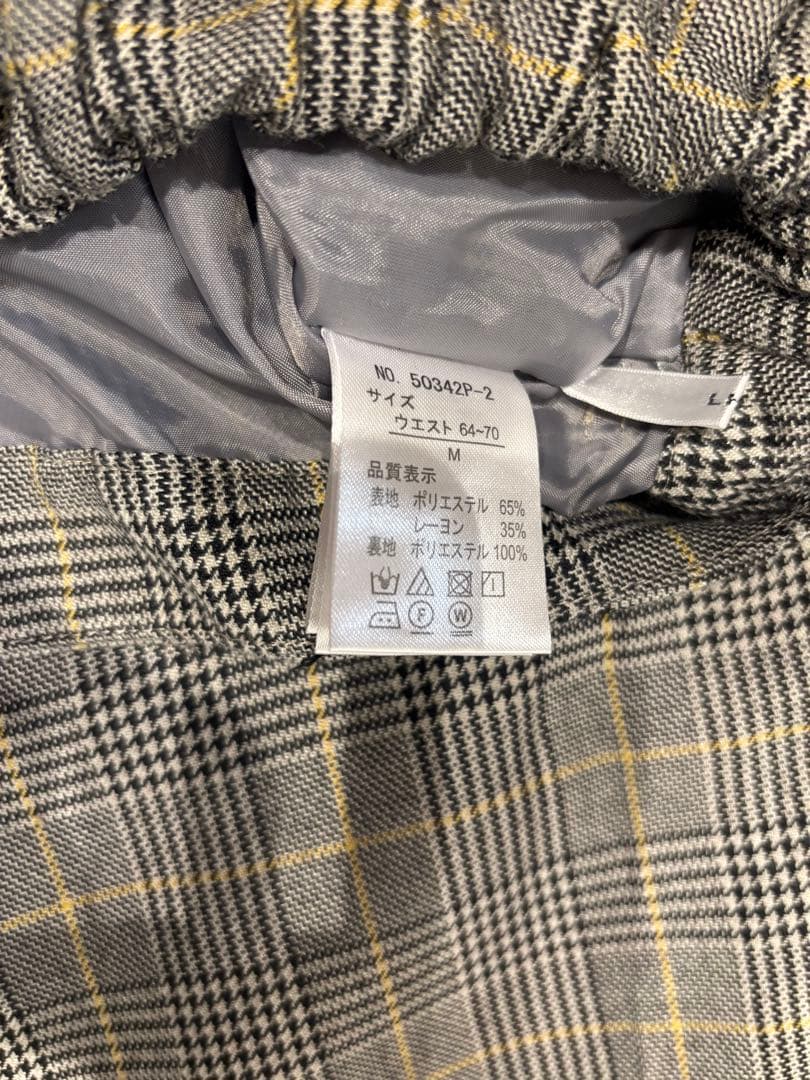 NO. 50342P-2
サイズ
ウエスト 64~70
M
品質表示
表地 ポリエステル 65%
レーヨン 35%
裏地 ポリエステル 100%
F W